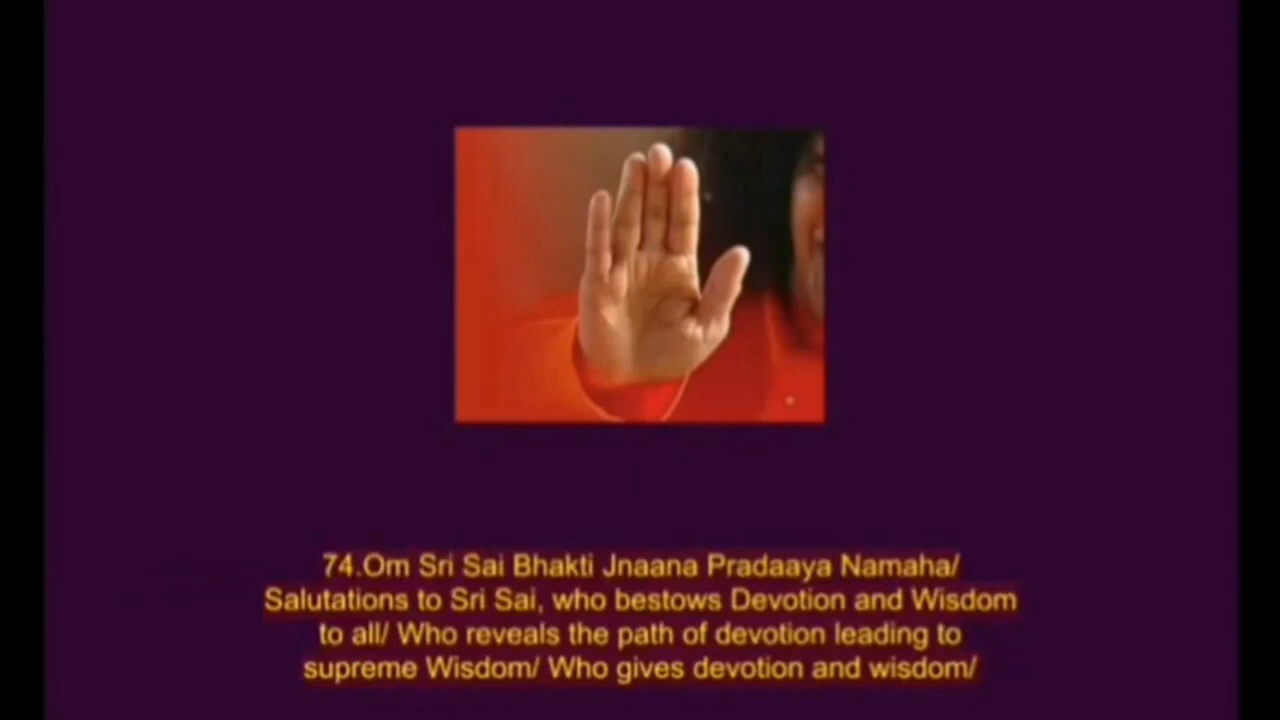 74.Om Sri Sai Bhakti Jnaana Pradaaya Namaha/
Salutations to Sri Sai, who bestows Devotion and Wisdom
to all/ Who reveals the path of devotion leading to
supreme Wisdom/ Who gives devotion and wisdom/